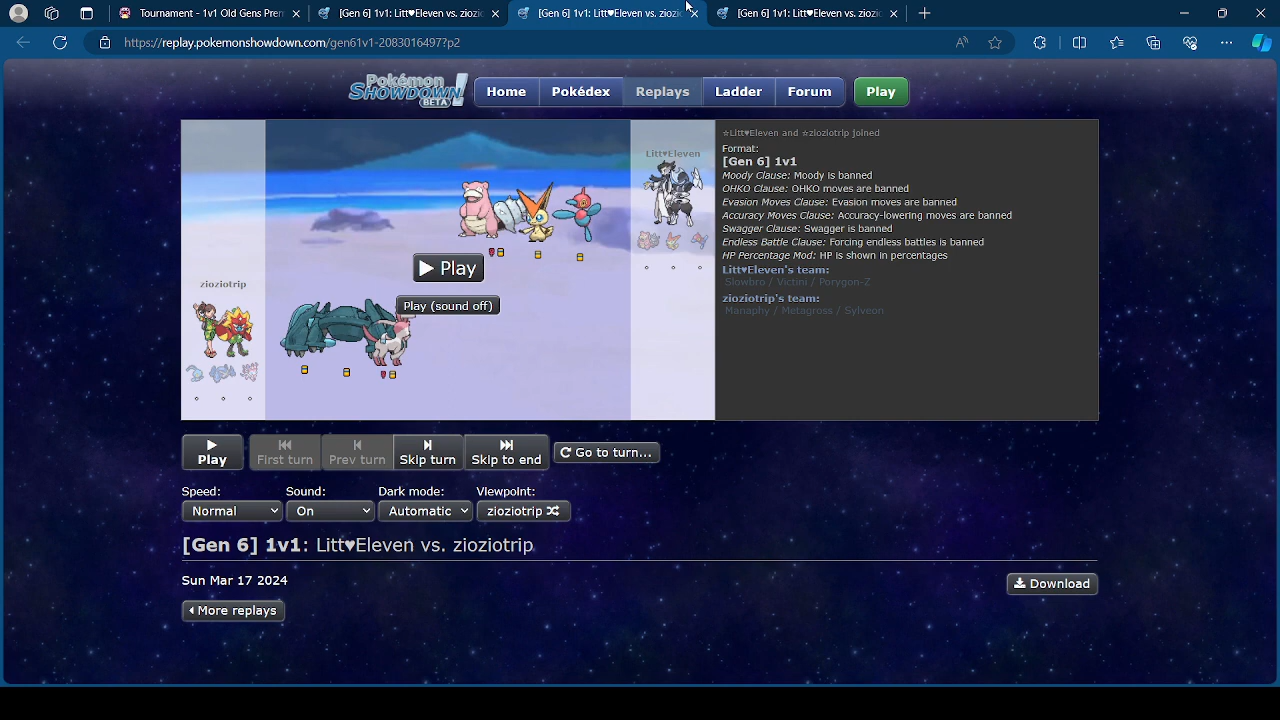 Tournament - 1v1 Old Gens Prem
[Gen 6] 1v1: Litt♥Eleven vs. ziozi
[Gen 6] 1v1: Litt♥Eleven vs. ziozi
[Gen 6] 1v1: Litt♥Eleven vs. ziozi
https://replay.pokemonshowdown.com/gen61v1-2083016497?p2
Pokémon
SHOWDOWN!
BETA
Home
Pokédex
Replays
Ladder
Forum
Play
Litt♥Eleven
zioziotrip
Play
Play (sound off)
☆Litt♥Eleven and ☆zioziotrip joined
Format:
[Gen 6] 1v1
Moody Clause: Moody is banned
OHKO Clause: OHKO moves are banned
Evasion Moves Clause: Evasion moves are banned
Accuracy Moves Clause: Accuracy-lowering moves are banned
Swagger Clause: Swagger is banned
Endless Battle Clause: Forcing endless battles is banned
HP Percentage Mod: HP is shown in percentages
Litt♥Eleven's team:
Slowbro / Victini / Porygon-Z
zioziotrip's team:
Manaphy / Metagross / Sylveon
Play
First turn
Prev turn
Skip turn
Skip to end
Go to turn...
Speed:
Sound:
Dark mode:
Viewpoint:
Normal
On
Automatic
zioziotrip
[Gen 6] 1v1: Litt♥Eleven vs. zioziotrip
Sun Mar 17 2024
Download
More replays